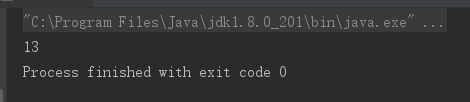 "C:\Program Files\Java\jdk1.8.0_201\bin\java.exe" ...
13
Process finished with exit code 0